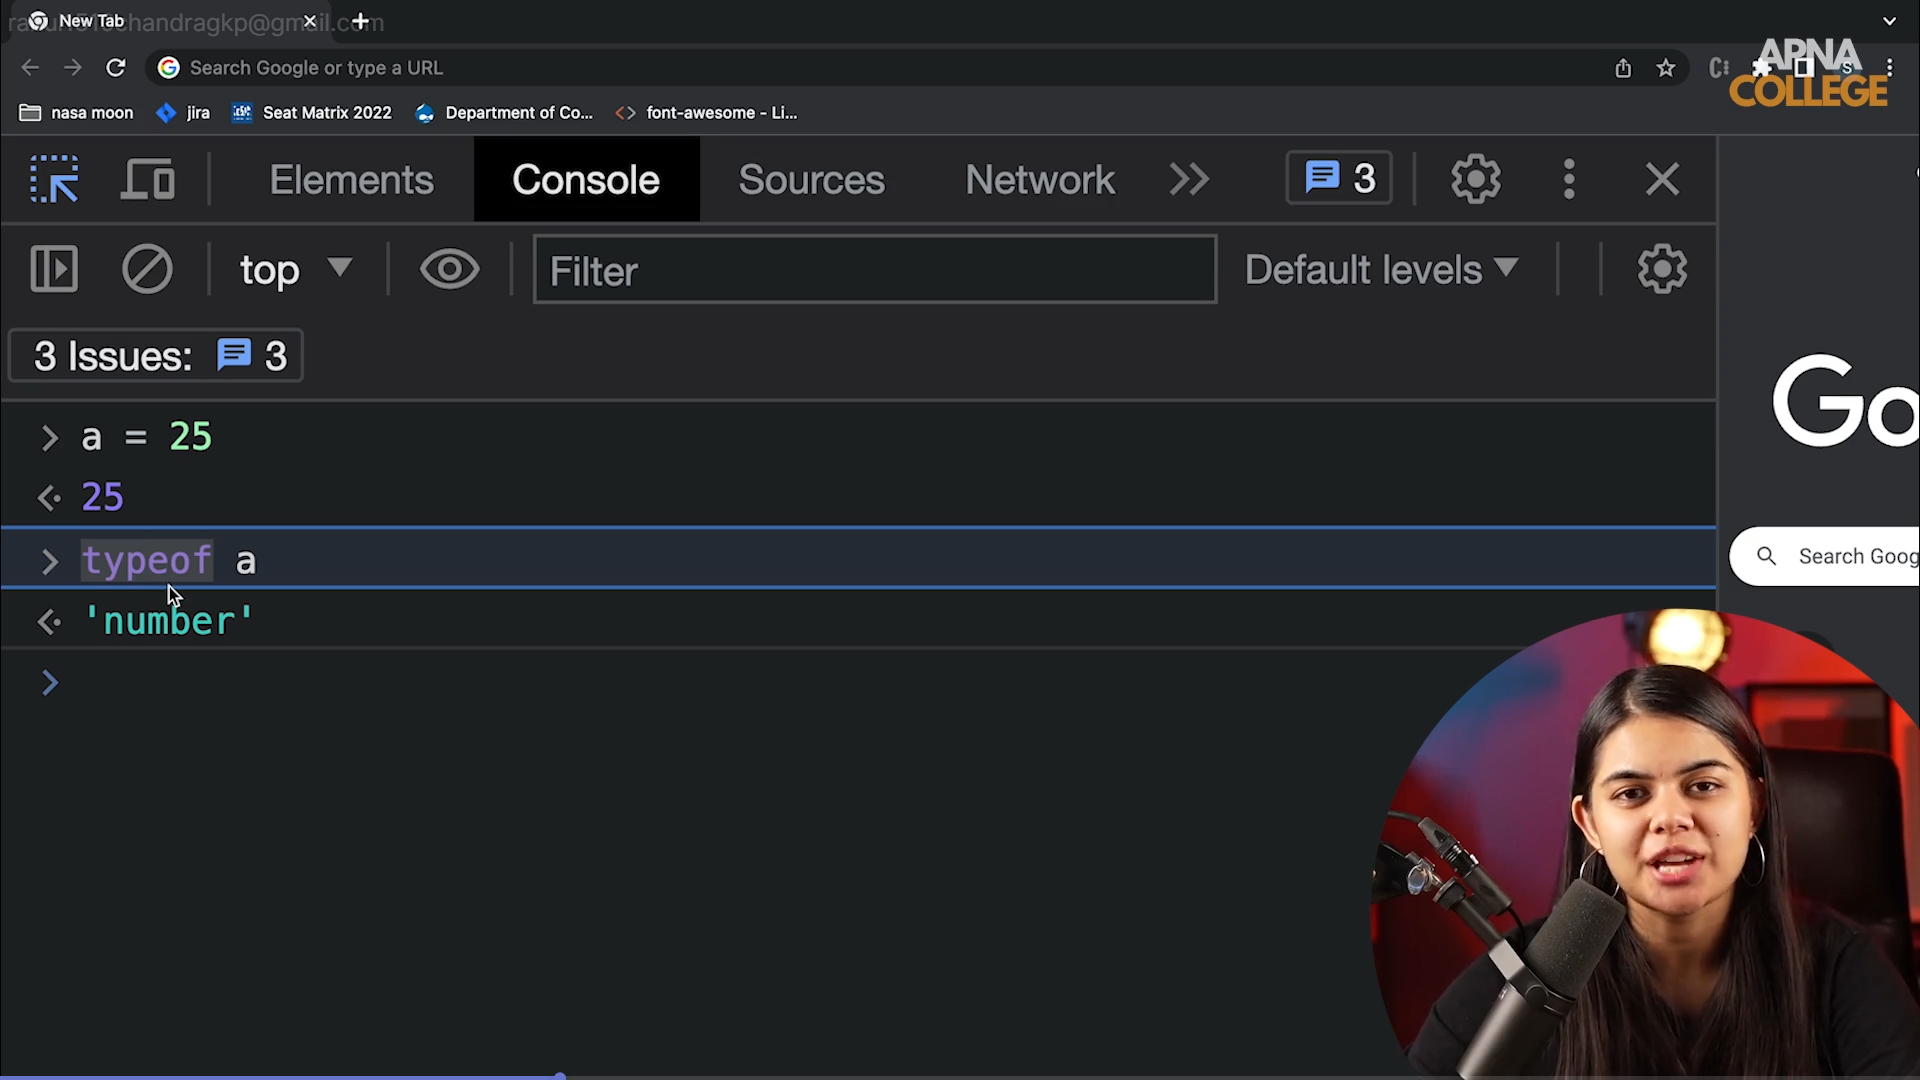 New Tab
Search Google or type a URL
APNA
COLLEGE
nasa moon jira Seat Matrix 2022 Department of Co... font-awesome - Li...
Elements Console Sources Network 3
top Filter Default levels
3 Issues: 3
Go
> a = 25
25
Search Goog
> typeof a
'number'
>